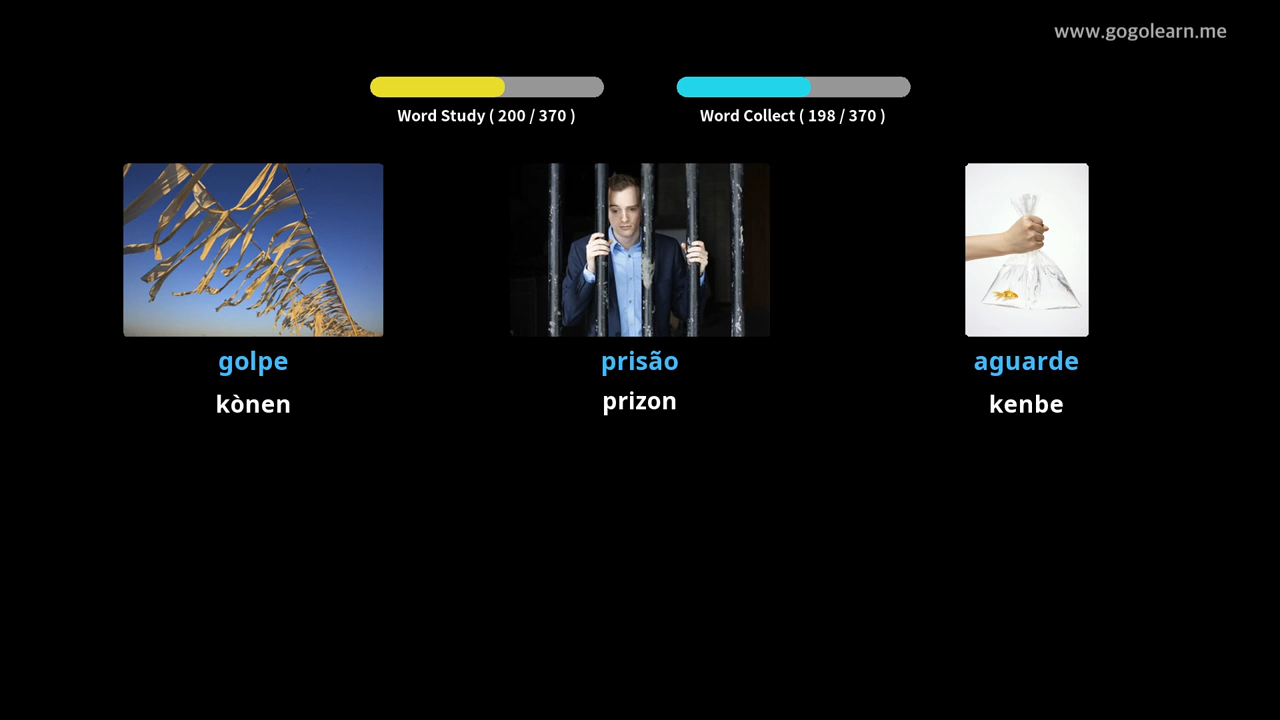 www.gogolearn.me
Word Study ( 200 / 370 )
Word Collect ( 198 / 370 )
golpe
prisão
aguarde
kònen
prizon
kenbe